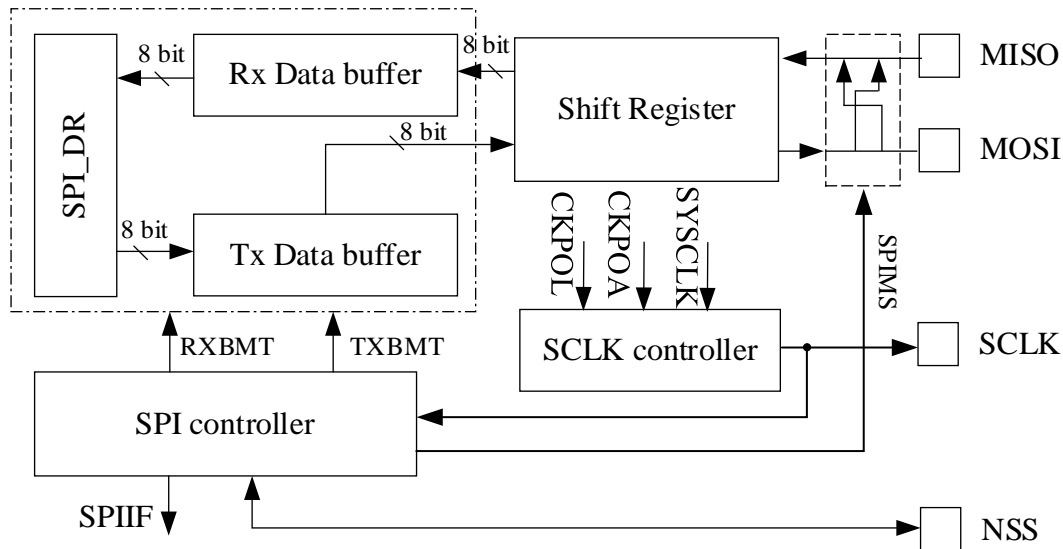 8 bit
Rx Data buffer
8 bit
Shift Register
MISO
SPI_DR
8 bit
MOSI
8 bit
Tx Data buffer
CKPOL
CKPOA
SYSCLK
SPIMS
RXBMT
TXBMT
SCLK controller
SCLK
SPI controller
SPIIF
NSS